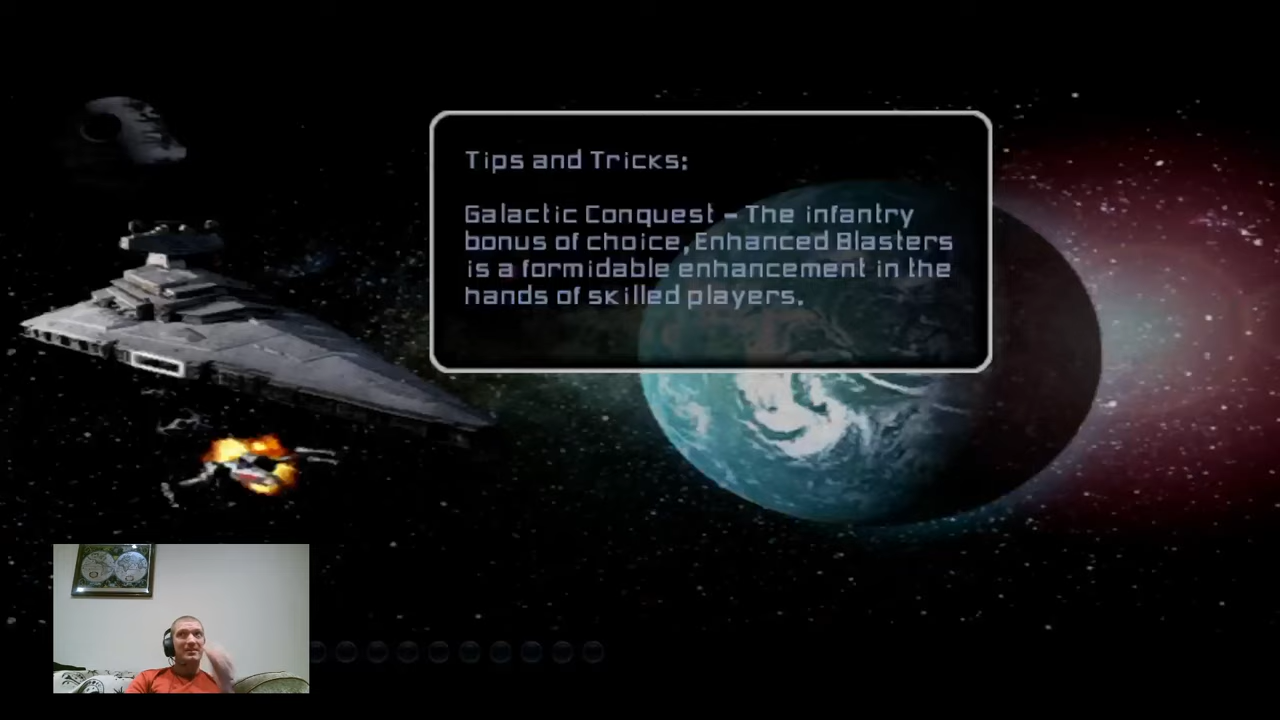 Tips and Tricks:
Galactic Conquest - The infantry
bonus of choice, Enhanced Blasters
is a formidable enhancement in the
hands of skilled players.